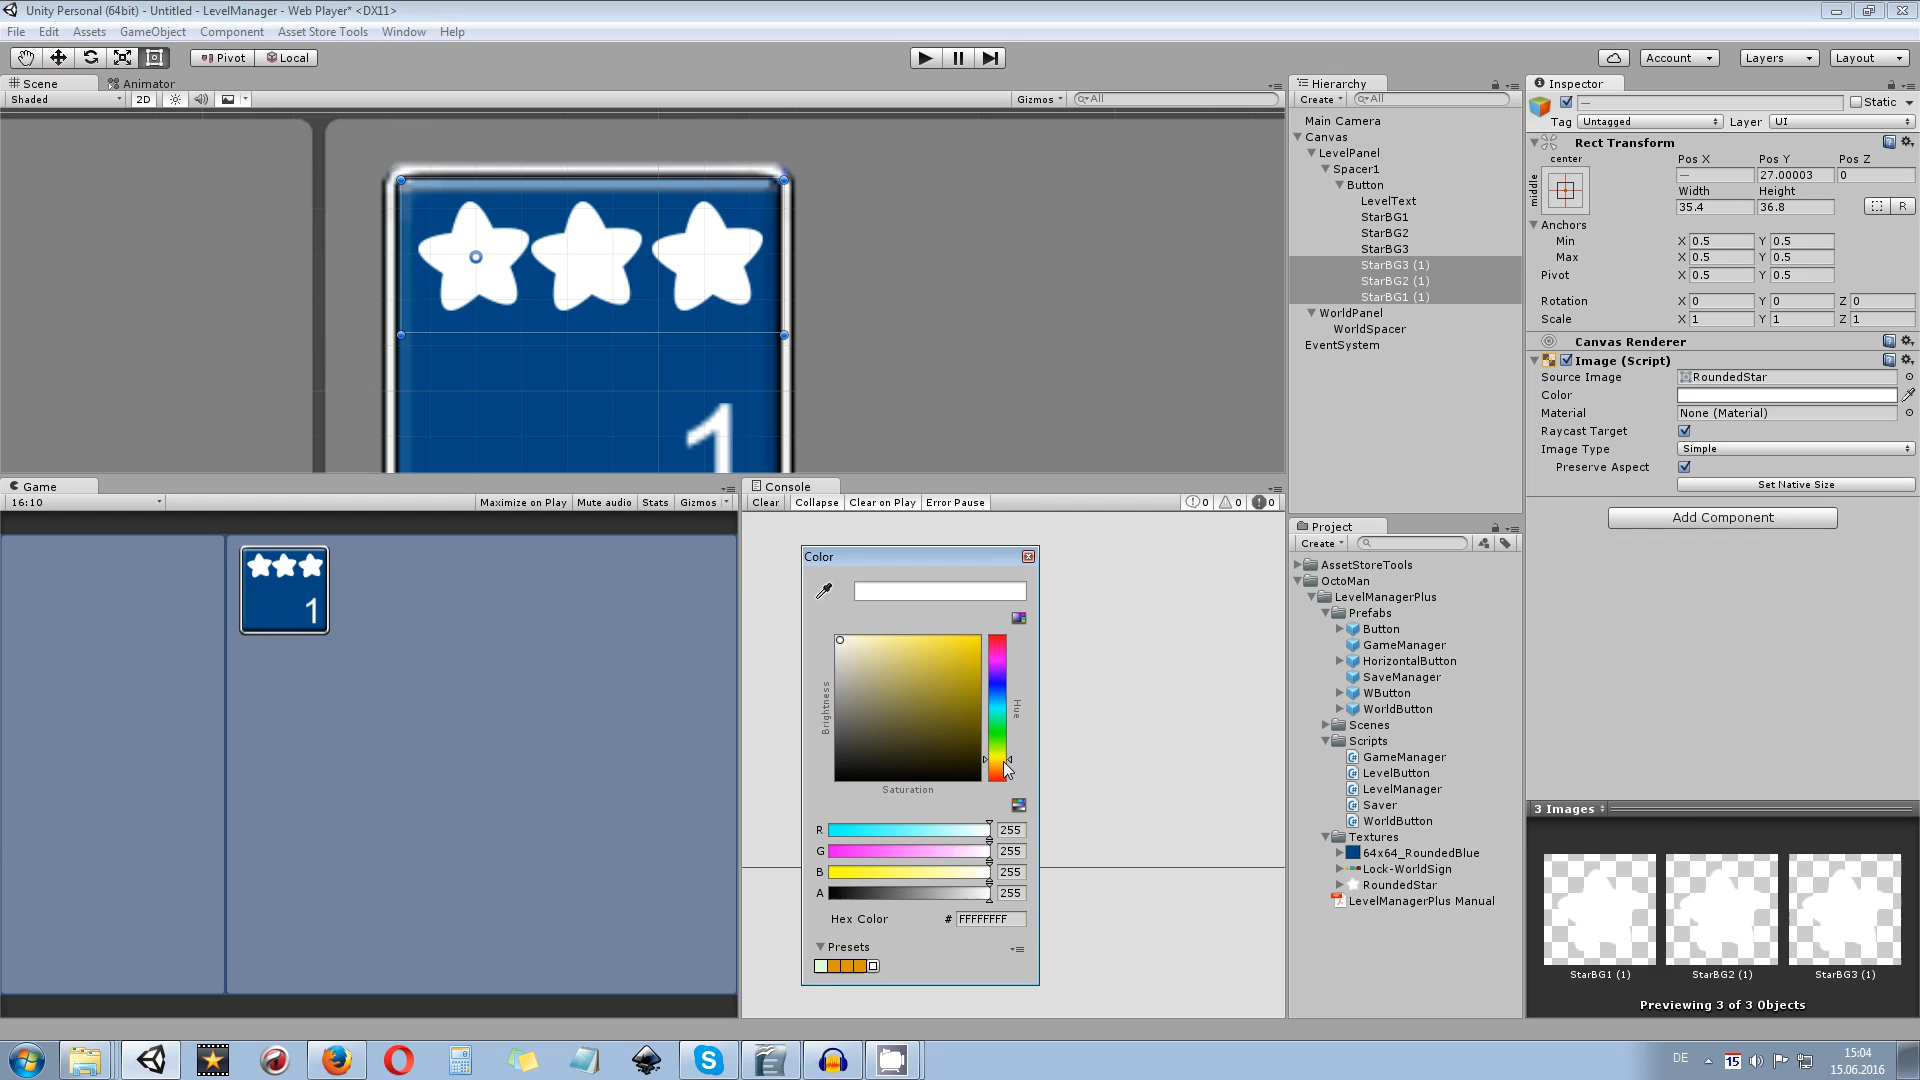 Unity Personal (64bit) - Untitled - LevelManager - Web Player* <DX11>
File Edit Assets GameObject Component Asset Store Tools Window Help
Pivot Local Account Layers Layout
Scene Animator
Shaded 2D Gizmos All
1
Game
16:10 Maximize on Play Mute audio Stats Gizmos
1
Console
Clear Collapse Clear on Play Error Pause 0 0 0
Color
Brightness
Hue
Saturation
R 255
G 255
B 255
A 255
Hex Color # FFFFFFFF
Presets
Hierarchy
Create All
Main Camera
Canvas
LevelPanel
Spacer1
Button
LevelText
StarBG1
StarBG2
StarBG3
StarBG3 (1)
StarBG2 (1)
StarBG1 (1)
WorldPanel
WorldSpacer
EventSystem
Project
Create
AssetStoreTools
OctoMan
LevelManagerPlus
Prefabs
Button
GameManager
HorizontalButton
SaveManager
WButton
WorldButton
Scenes
Scripts
GameManager
LevelButton
LevelManager
Saver
WorldButton
Textures
64x64_RoundedBlue
Lock-WorldSign
RoundedStar
LevelManagerPlus Manual
Inspector
— Static
Tag Untagged Layer UI
Rect Transform
center Pos X Pos Y Pos Z
middle — 27.00003 0
Width Height
35.4 36.8 R
Anchors
Min X 0.5 Y 0.5
Max X 0.5 Y 0.5
Pivot X 0.5 Y 0.5
Rotation X 0 Y 0 Z 0
Scale X 1 Y 1 Z 1
Canvas Renderer
Image (Script)
Source Image RoundedStar
Color
Material None (Material)
Raycast Target
Image Type Simple
Preserve Aspect
Set Native Size
Add Component
3 Images
StarBG1 (1) StarBG2 (1) StarBG3 (1)
Previewing 3 of 3 Objects
DE 15 15:04
15.06.2016